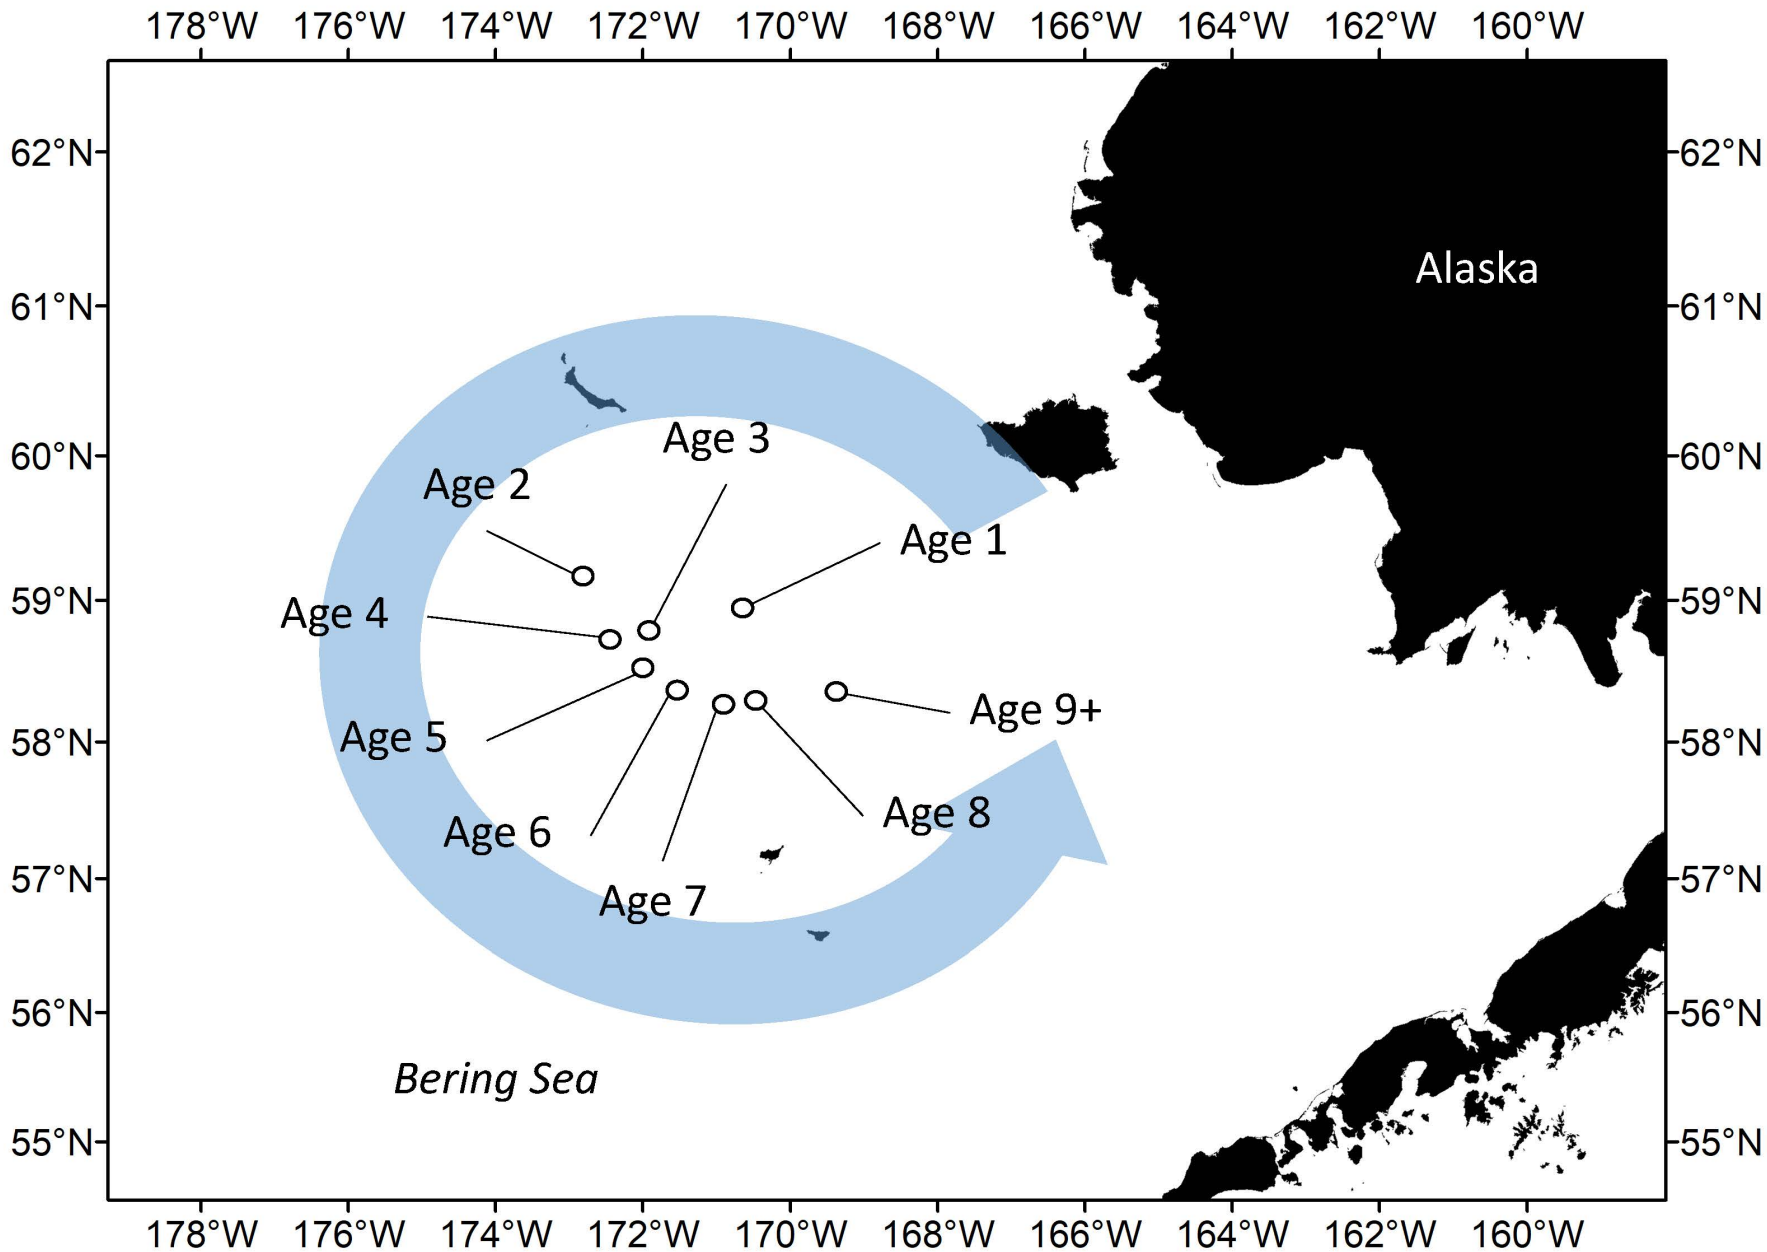 178°W 176°W 174°W 172°W 170°W 168°W 166°W 164°W 162°W 160°W
62°N 62°N
Alaska
61°N 61°N
Age 3
60°N 60°N
Age 2
Age 1
59°N 59°N
Age 4
Age 9+
Age 5
58°N 58°N
Age 8
Age 6
57°N 57°N
Age 7
56°N 56°N
Bering Sea
55°N 55°N
178°W 176°W 174°W 172°W 170°W 168°W 166°W 164°W 162°W 160°W